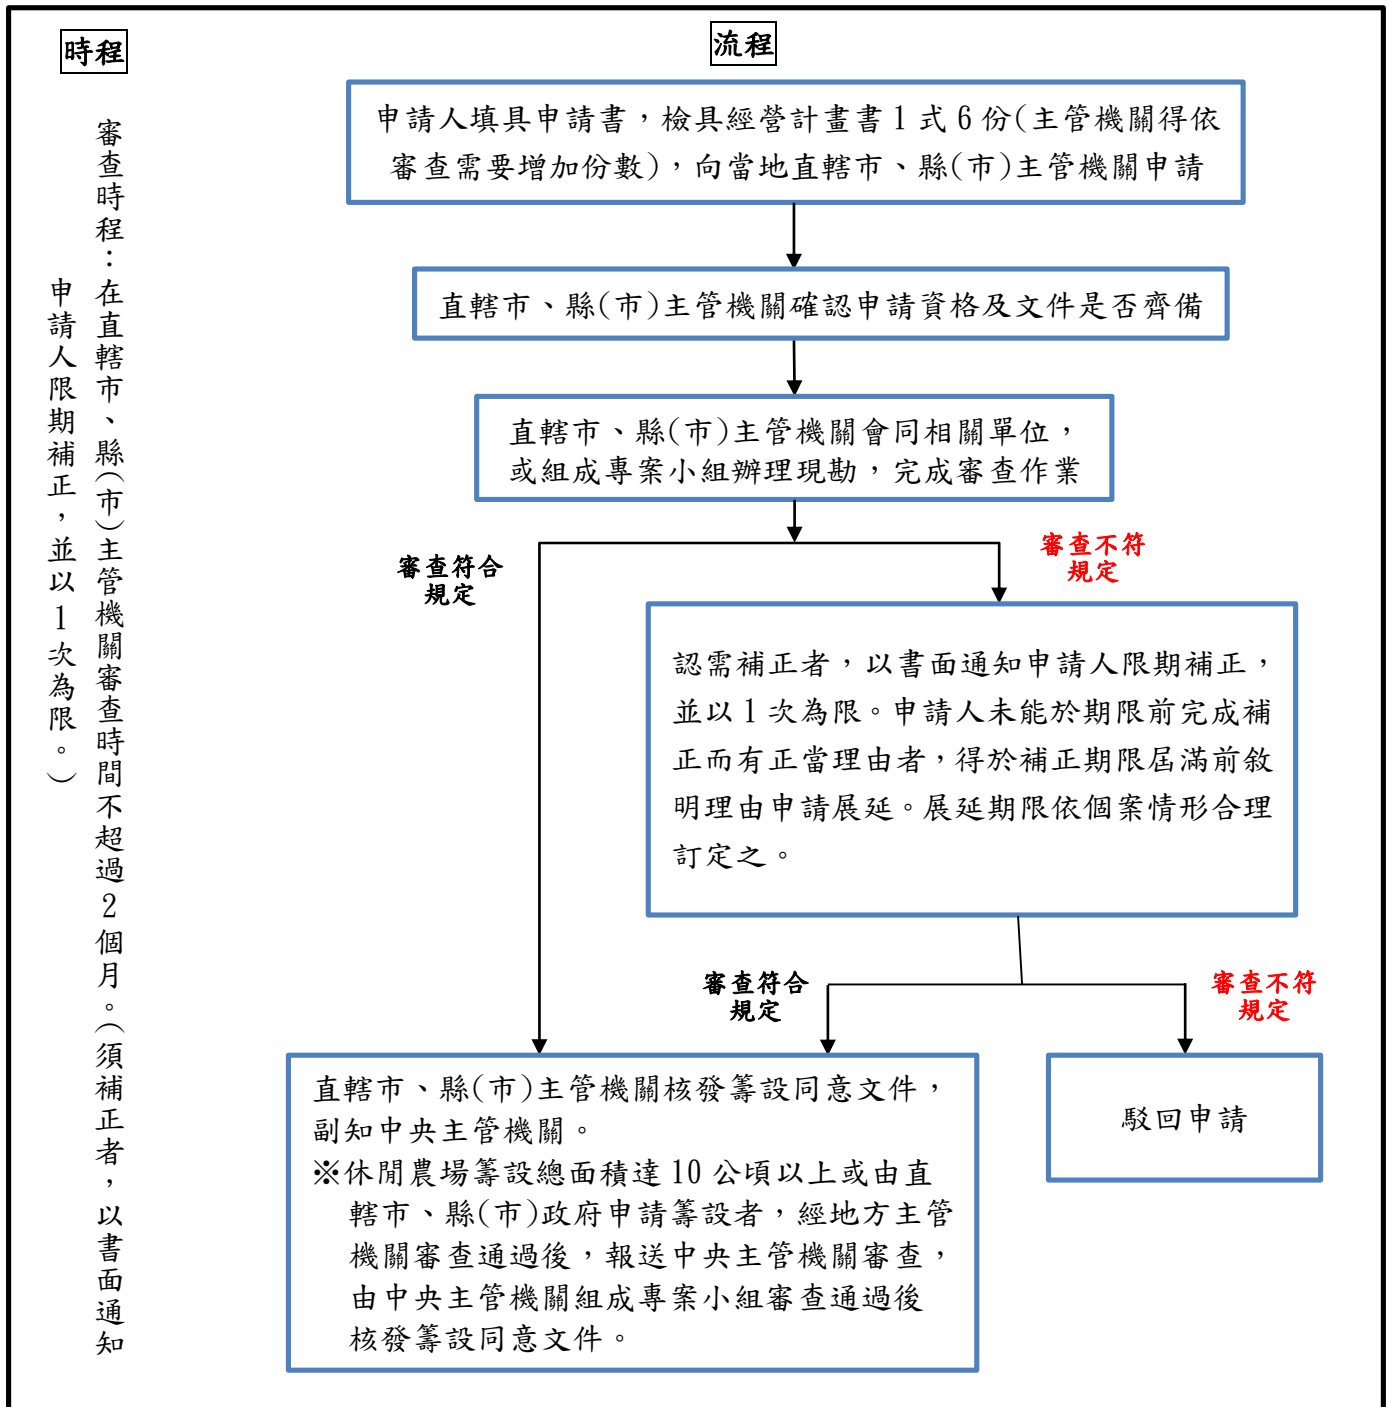 時程
流程
審查時程：在直轄市、縣(市)主管機關審查時間不超過2個月。(須補正者，以書面通知
申請人限期補正，並以1次為限。)
申請人填具申請書，檢具經營計畫書1式6份(主管機關得依
審查需要增加份數)，向當地直轄市、縣(市)主管機關申請
直轄市、縣(市)主管機關確認申請資格及文件是否齊備
直轄市、縣(市)主管機關會同相關單位，
或組成專案小組辦理現勘，完成審查作業
審查符合
規定
審查不符
規定
認需補正者，以書面通知申請人限期補正，
並以1次為限。申請人未能於期限前完成補
正而有正當理由者，得於補正期限屆滿前敘
明理由申請展延。展延期限依個案情形合理
訂定之。
審查符合
規定
審查不符
規定
直轄市、縣(市)主管機關核發籌設同意文件，
副知中央主管機關。
※休閒農場籌設總面積達10公頃以上或由直
轄市、縣(市)政府申請籌設者，經地方主管
機關審查通過後，報送中央主管機關審查，
由中央主管機關組成專案小組審查通過後
核發籌設同意文件。
駁回申請